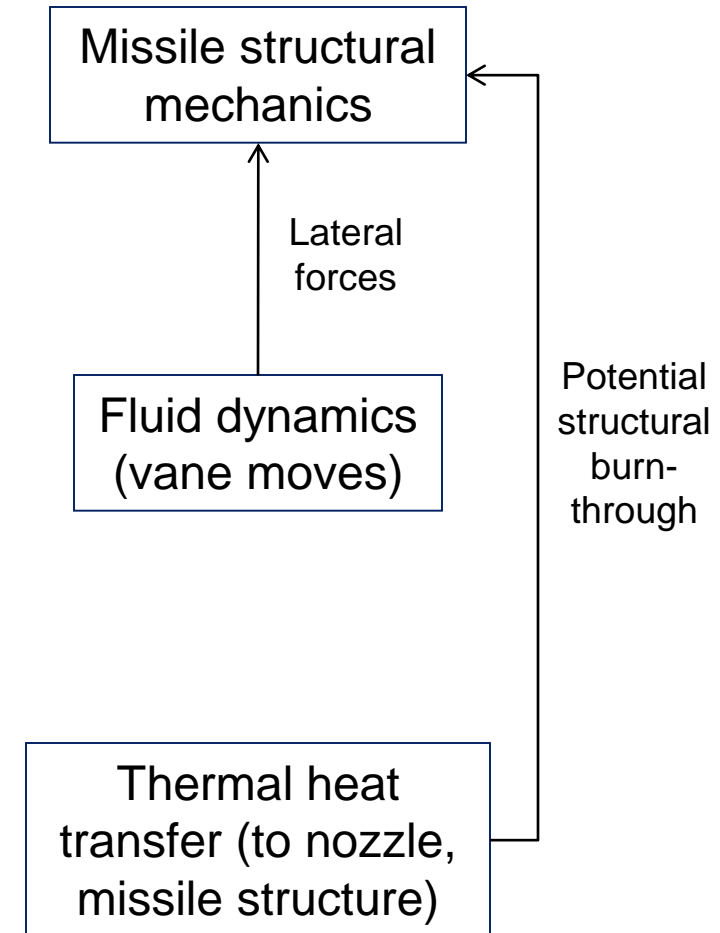 Missile structural
mechanics
Lateral
forces
Fluid dynamics
(vane moves)
Potential
structural
burn-
through
Thermal heat
transfer (to nozzle,
missile structure)